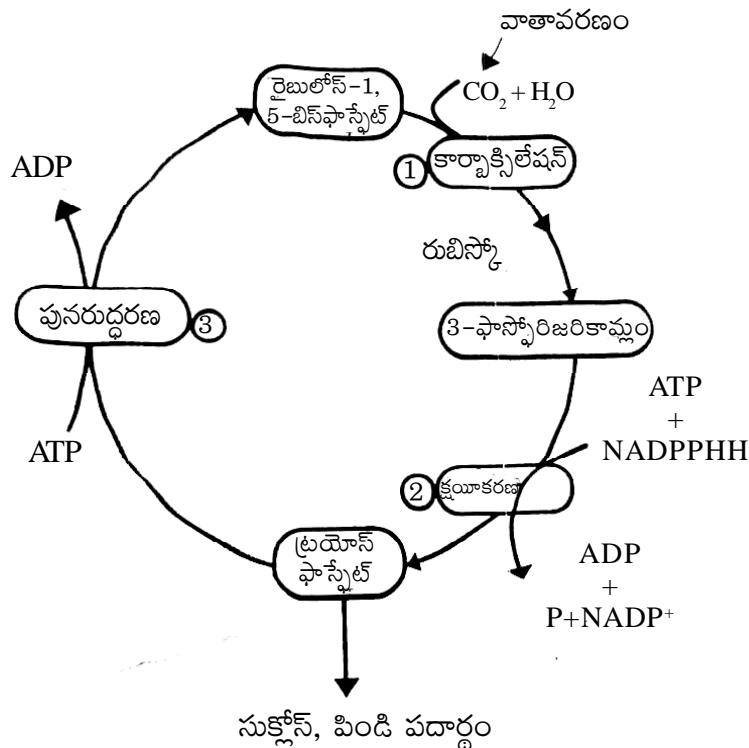 వాతావరణం
రైబులోస్-1,
5-బిస్ఫాస్ఫేట్
CO₂ + H₂O
1
కార్బాక్సిలేషన్
ADP
రుబిస్కో
పునరుద్ధరణ
3
3-ఫాస్ఫోరిజరికామ్లం
ATP
+
NADPPHH
ATP
2
క్షయీకరణ
ట్రయోస్
ఫాస్ఫేట్
ADP
+
P+NADP⁺
సుక్లోస్, పిండి పదార్థం